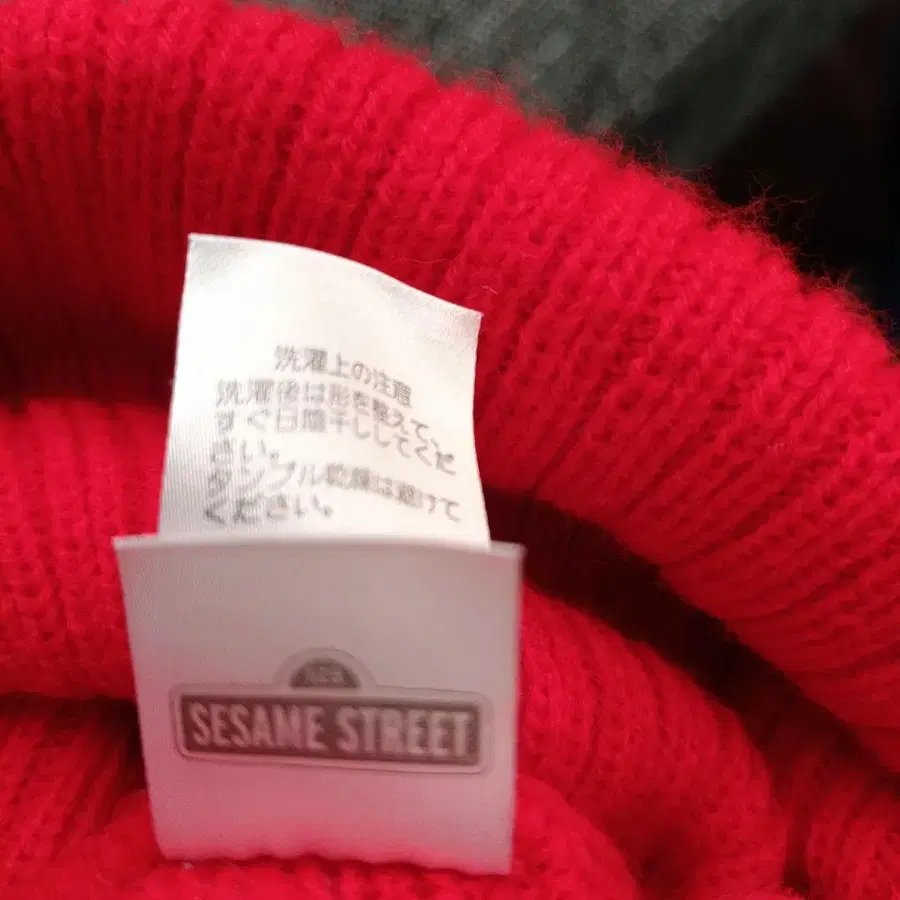 洗濯上の注意
洗濯後は形を整えて、
すぐ日陰干ししてくだ
さい。
タンブル乾燥は避けて
ください。
123
SESAME STREET